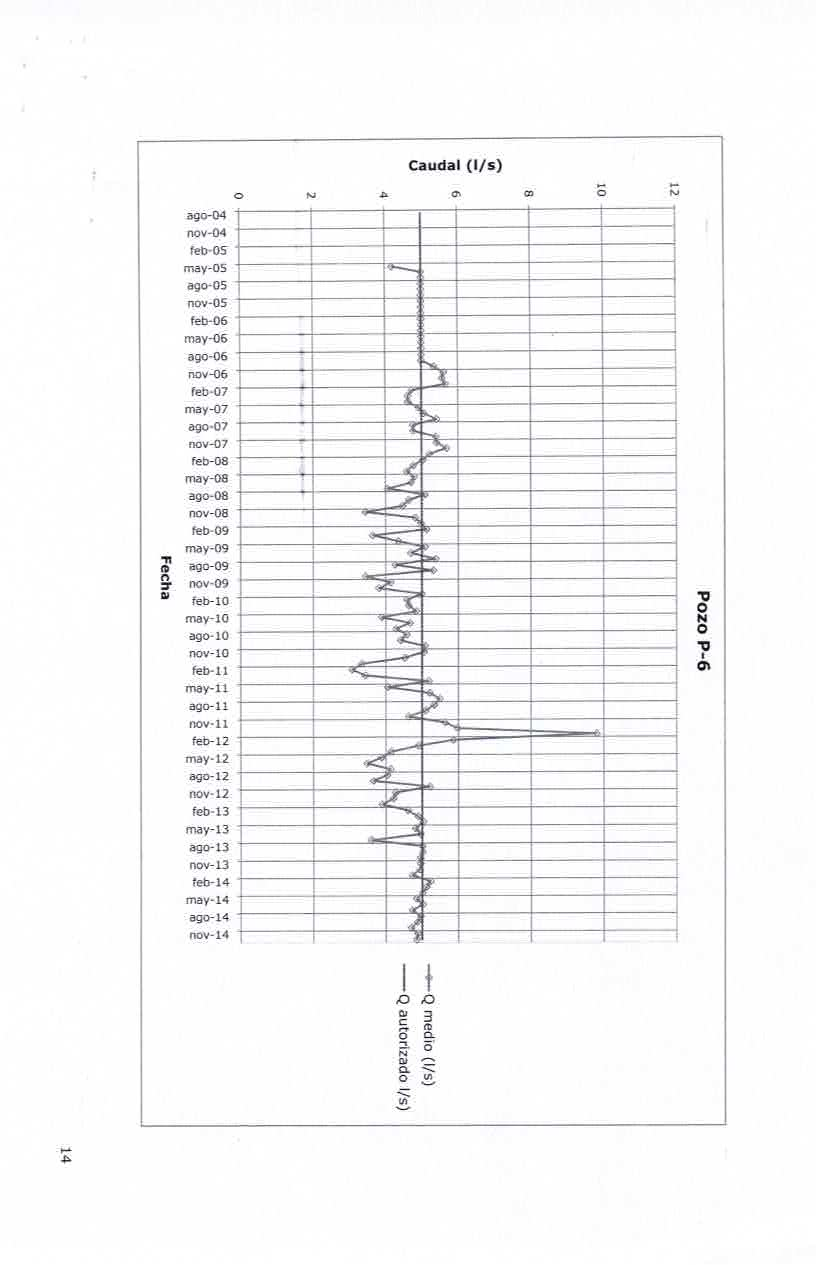 Pozo P-6
Caudal (l/s)
12
10
8
6
4
2
0
ago-04
nov-04
feb-05
may-05
ago-05
nov-05
feb-06
may-06
ago-06
nov-06
feb-07
may-07
ago-07
nov-07
feb-08
may-08
ago-08
nov-08
feb-09
may-09
ago-09
nov-09
feb-10
may-10
ago-10
nov-10
feb-11
may-11
ago-11
nov-11
feb-12
may-12
ago-12
nov-12
feb-13
may-13
ago-13
nov-13
feb-14
may-14
ago-14
nov-14
Fecha
Q medio (l/s)
Q autorizado l/s)
14